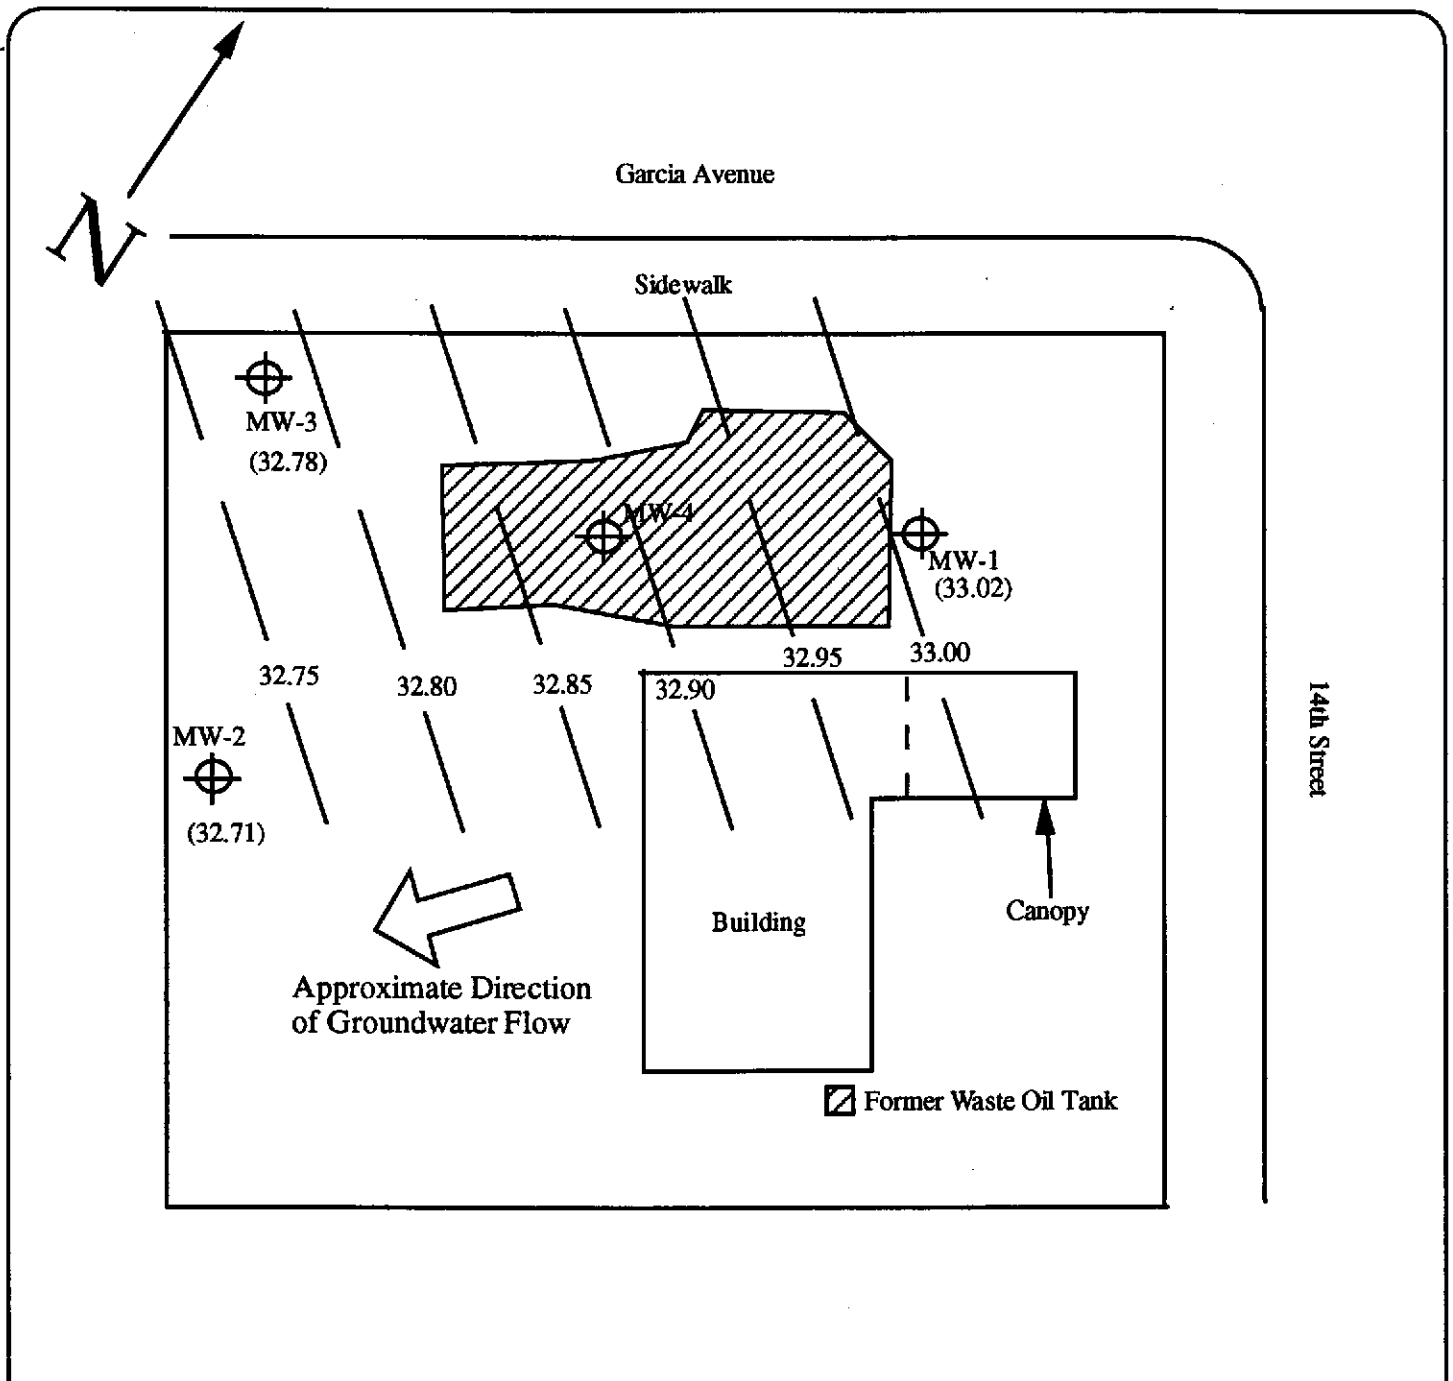 N
Garcia Avenue
Sidewalk
MW-3
(32.78)
MW-4
MW-1
(33.02)
32.75
32.80
32.85
32.90
32.95
33.00
MW-2
(32.71)
14th Street
Canopy
Building
Approximate Direction
of Groundwater Flow
Former Waste Oil Tank